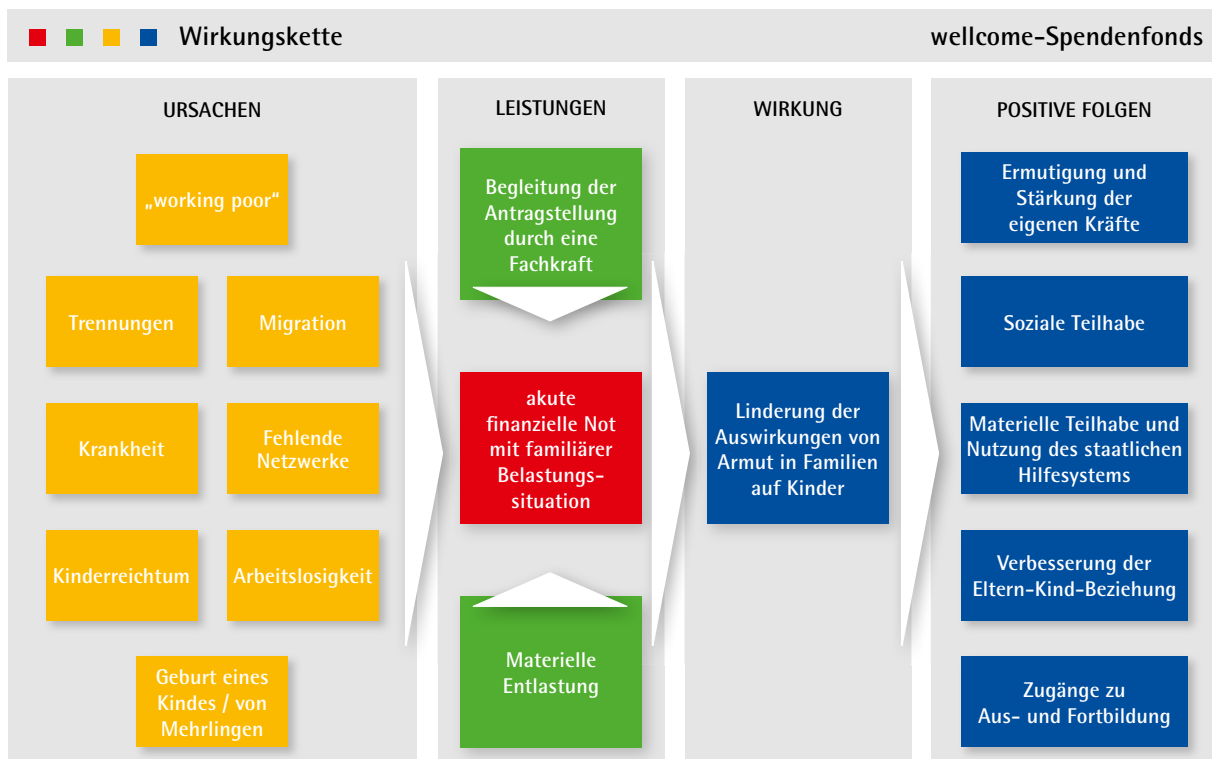 Wirkungskette
wellcome-Spendenfonds
URSACHEN
„working poor“
Trennungen
Migration
Krankheit
Fehlende
Netzwerke
Kinderreichtum
Arbeitslosigkeit
Geburt eines
Kindes / von
Mehrlingen
LEISTUNGEN
Begleitung der
Antragstellung
durch eine
Fachkraft
akute
finanzielle Not
mit familiärer
Belastungs-
situation
Materielle
Entlastung
WIRKUNG
Linderung der
Auswirkungen von
Armut in Familien
auf Kinder
POSITIVE FOLGEN
Ermutigung und
Stärkung der
eigenen Kräfte
Soziale Teilhabe
Materielle Teilhabe und
Nutzung des staatlichen
Hilfesystems
Verbesserung der
Eltern-Kind-Beziehung
Zugänge zu
Aus- und Fortbildung